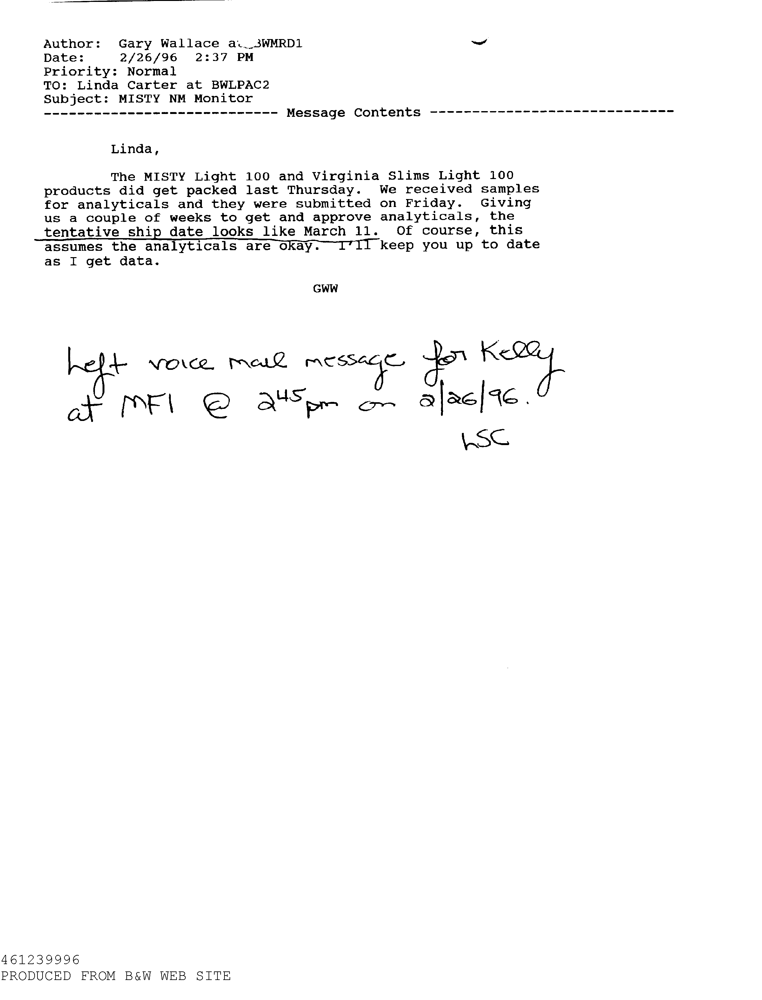 Author: Gary Wallace at BWMRD1
Date: 2/26/96 2:37 PM
Priority: Normal
TO: Linda Carter at BWLPAC2
Subject: MISTY NM Monitor
---------------------------- Message Contents -----------------------------
Linda,
The MISTY Light 100 and Virginia Slims Light 100
products did get packed last Thursday. We received samples
for analyticals and they were submitted on Friday. Giving
us a couple of weeks to get and approve analyticals, the
tentative ship date looks like March 11. Of course, this
assumes the analyticals are okay. I'll keep you up to date
as I get data.
GWW
Left voice mail message for Kelly
at MFI @ 2 45 pm on 2/26/96.
LSC
461239996
PRODUCED FROM B&W WEB SITE